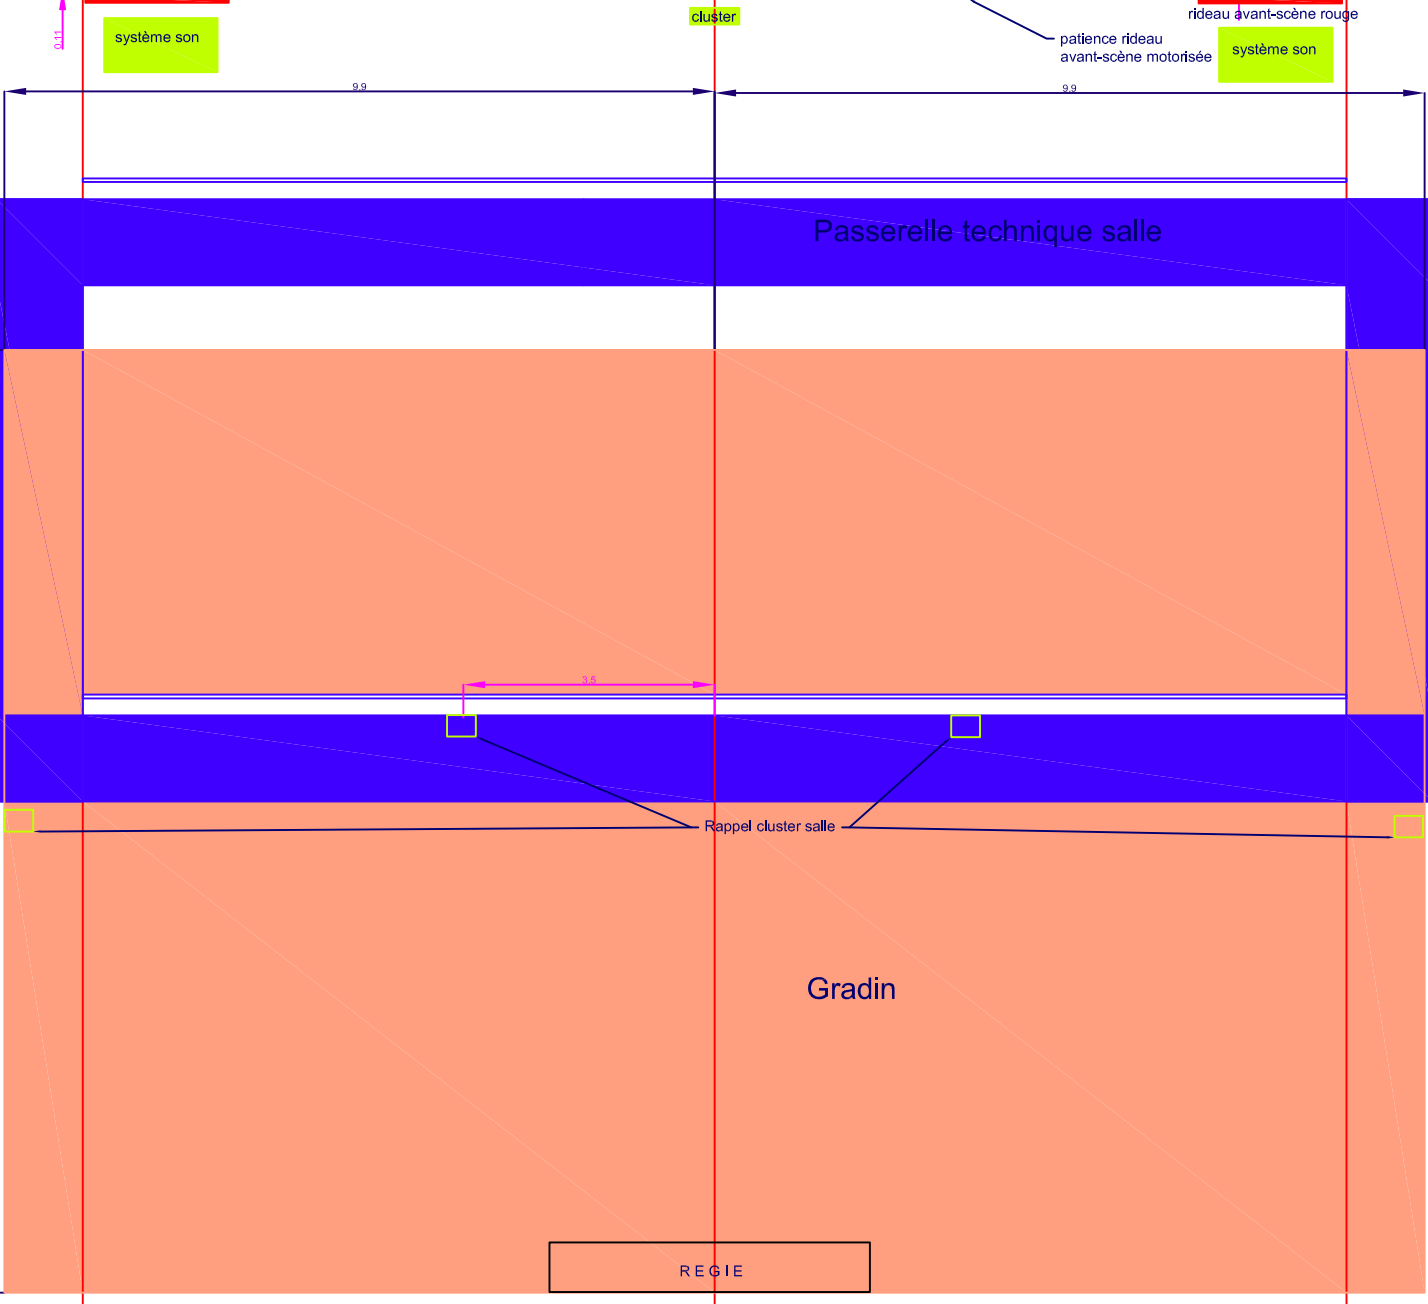 cluster
rideau avant-scène rouge
0,11
système son
patience rideau
avant-scène motorisée
système son
9,9
9,9
Passerelle technique salle
3,5
Rappel cluster salle
Gradin
REGIE